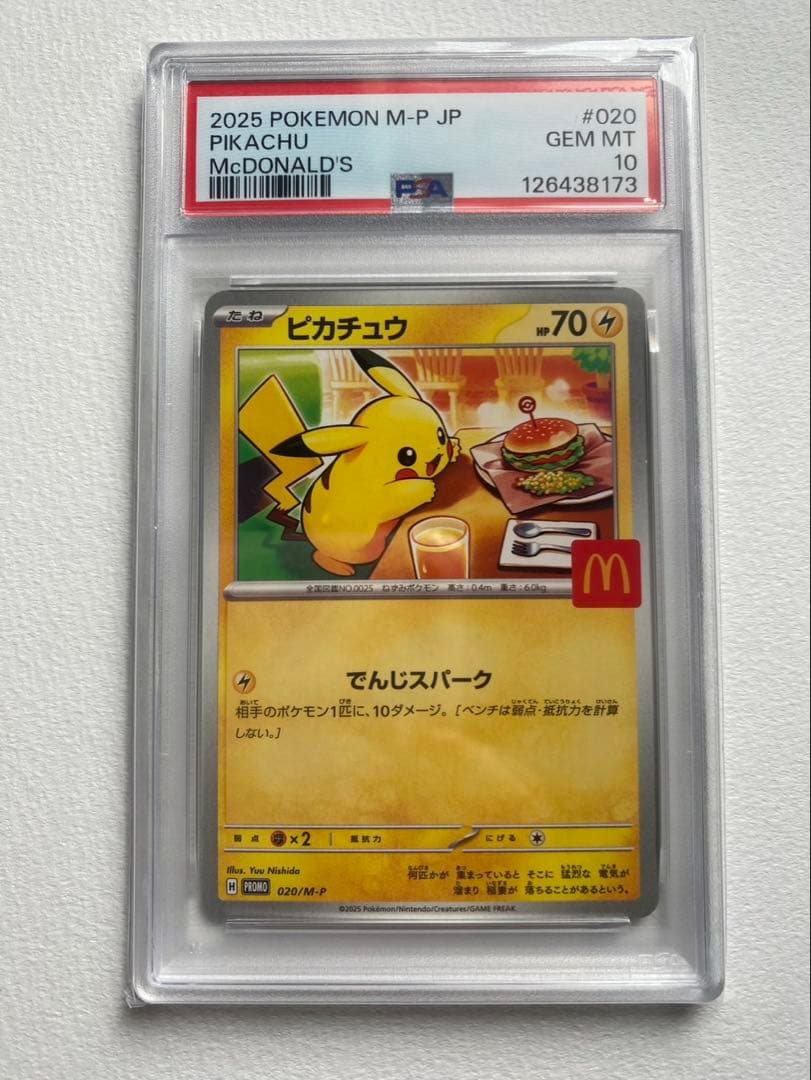 2025 POKEMON M-P JP #020
PIKACHU GEM MT
McDONALD'S 10
PSA 126438173
たね ピカチュウ HP 70
全国図鑑NO.0025 ねずみポケモン 高さ:0.4m 重さ:6.0kg
でんじスパーク
相手のポケモン1匹に、10ダメージ。[ベンチは弱点・抵抗力を計算
しない。]
弱点 ×2 抵抗力 にげる
Illus. Yuu Nishida
何匹かが 集まっていると そこに 猛烈な 電気が
溜まり 稲妻が 落ちることがあるという。
H PROMO 020/M-P
©2025 Pokémon/Nintendo/Creatures/GAME FREAK